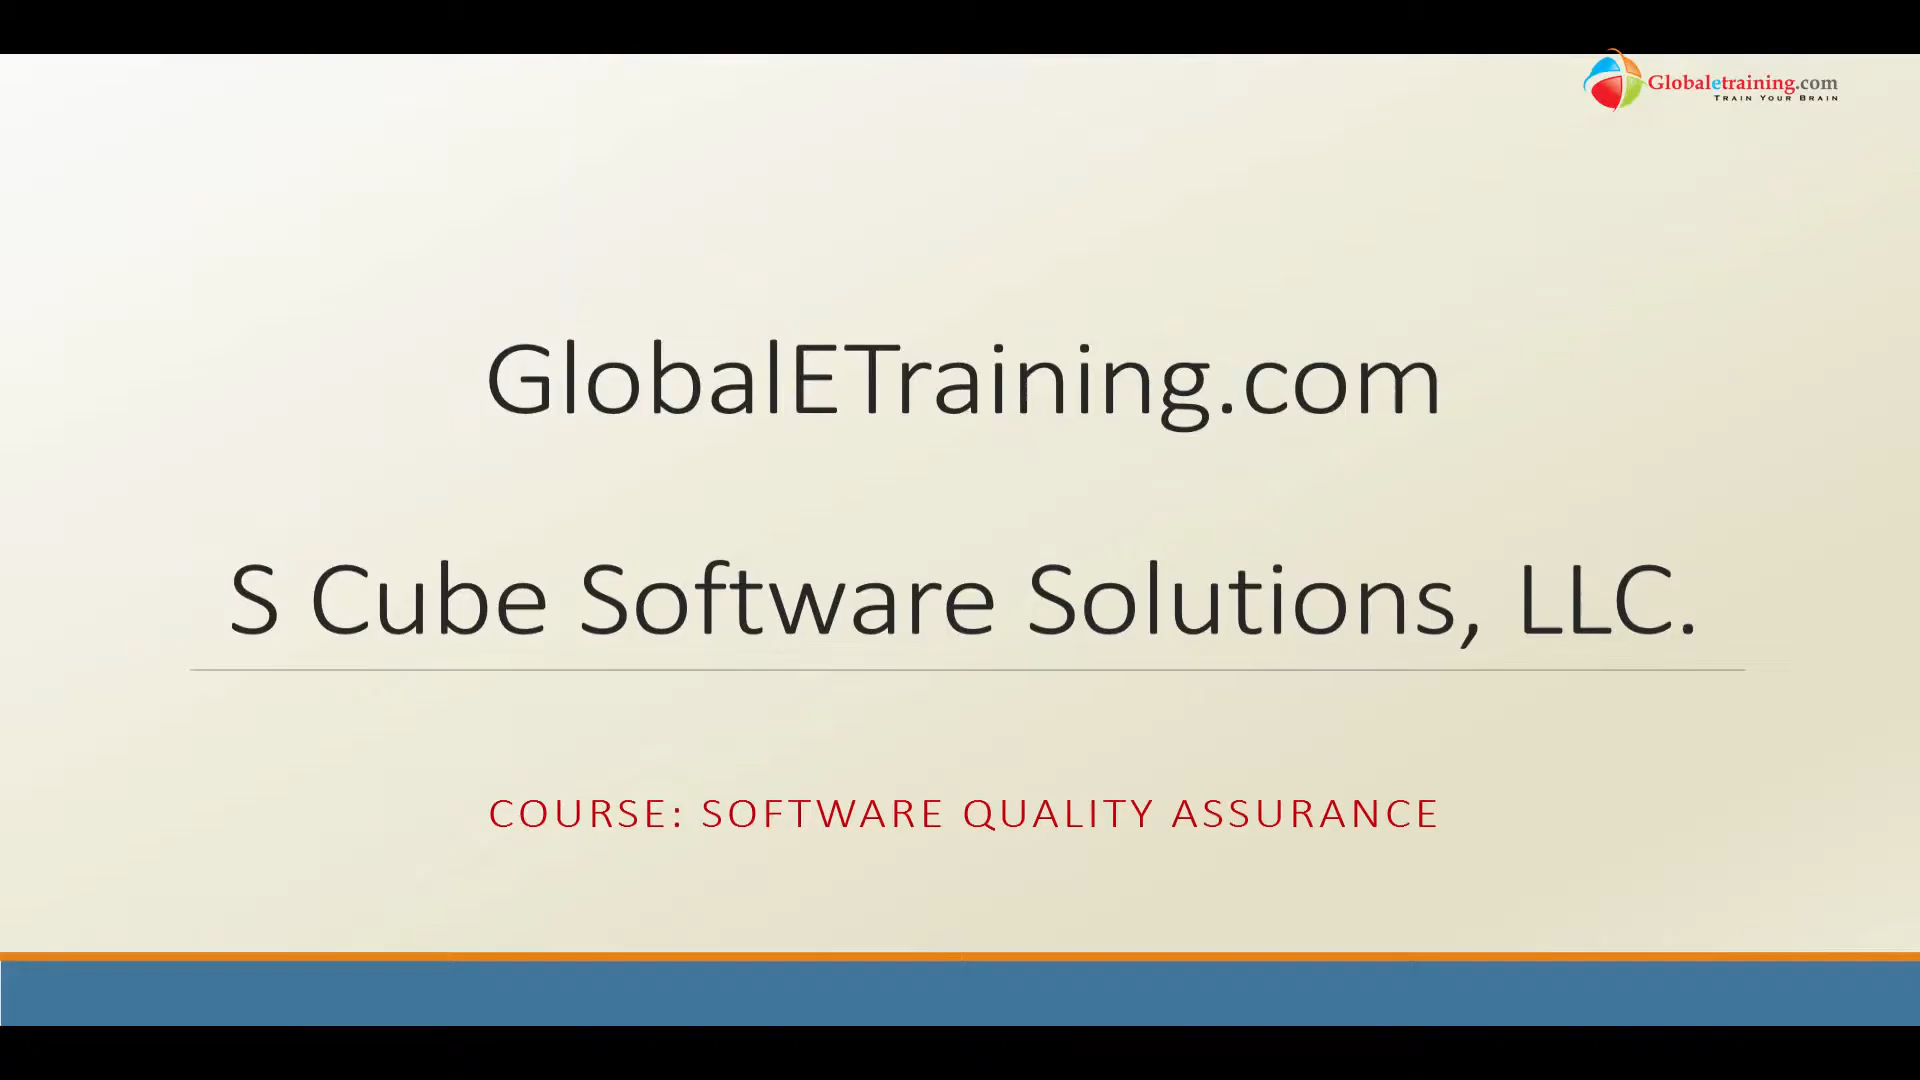 Globaletraining.com
TRAIN YOUR BRAIN
GlobalETraining.com
S Cube Software Solutions, LLC.
COURSE: SOFTWARE QUALITY ASSURANCE